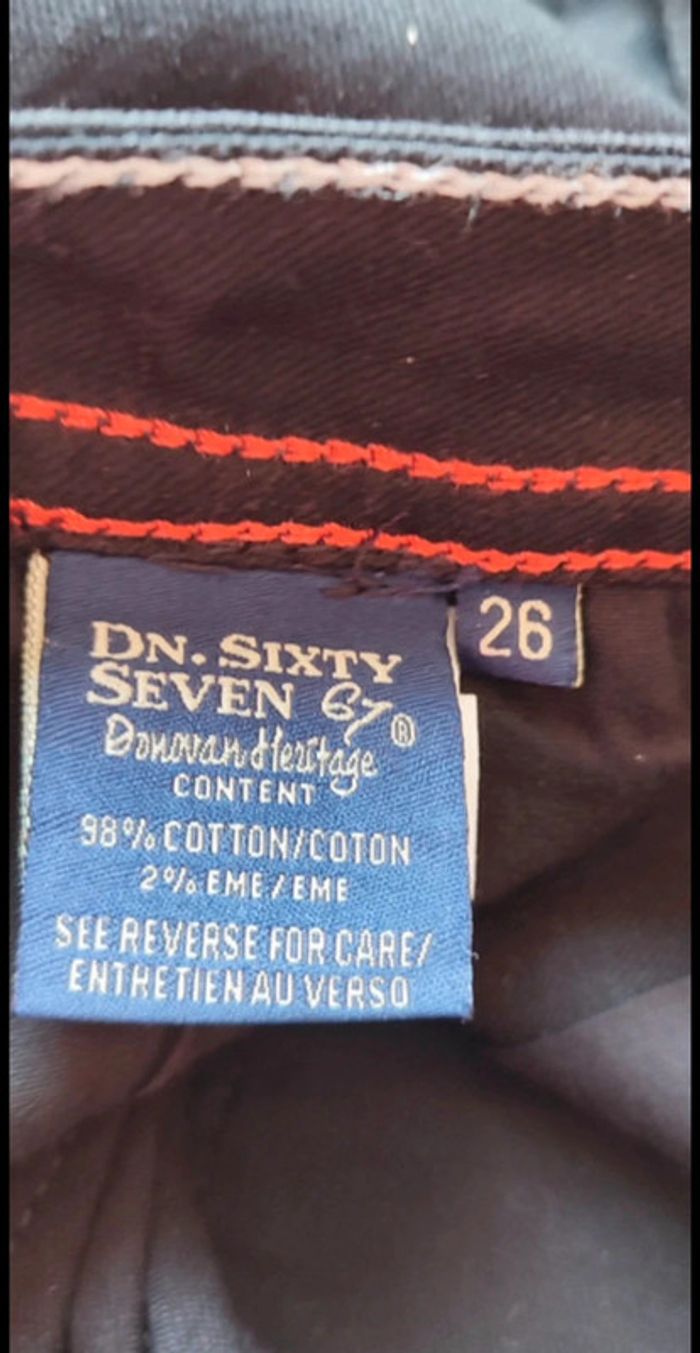 DN. SIXTY
SEVEN 67®
Donovan Heritage
CONTENT
98% COTTON/COTON
2% EME/EME
SEE REVERSE FOR CARE/
ENTRETIEN AU VERSO
26